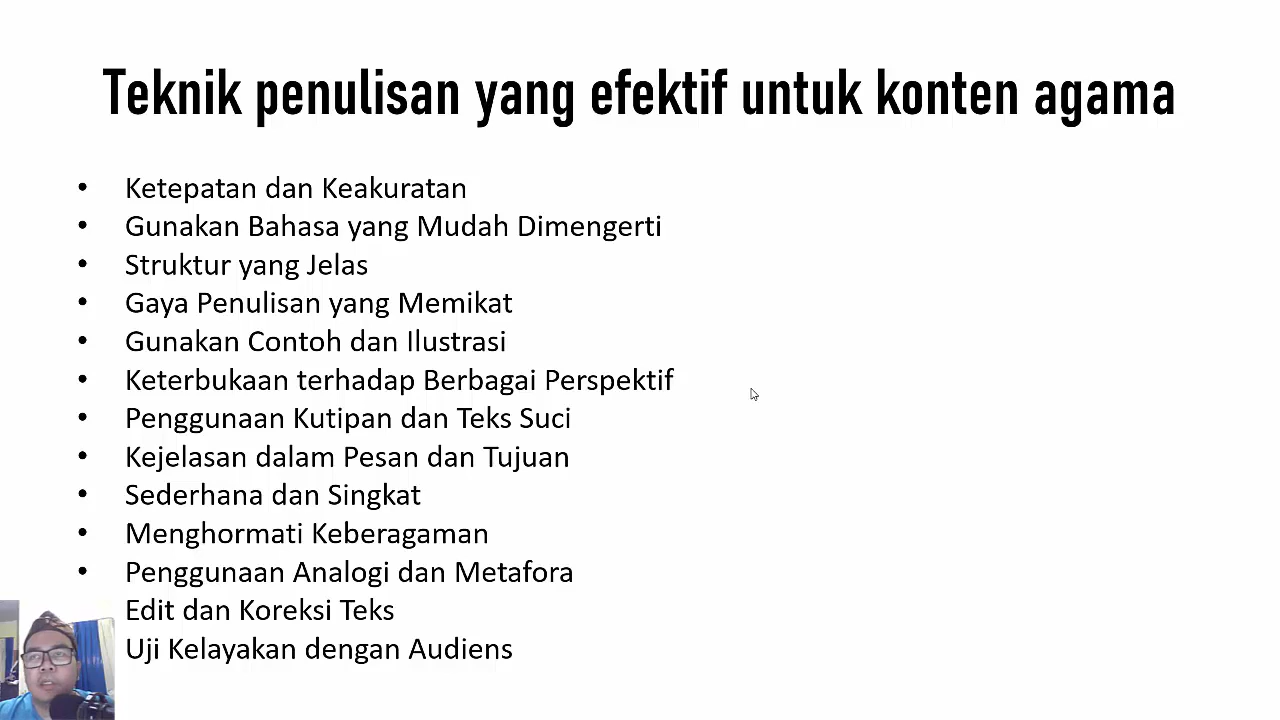 Teknik penulisan yang efektif untuk konten agama
• Ketepatan dan Keakuratan
• Gunakan Bahasa yang Mudah Dimengerti
• Struktur yang Jelas
• Gaya Penulisan yang Memikat
• Gunakan Contoh dan Ilustrasi
• Keterbukaan terhadap Berbagai Perspektif
• Penggunaan Kutipan dan Teks Suci
• Kejelasan dalam Pesan dan Tujuan
• Sederhana dan Singkat
• Menghormati Keberagaman
• Penggunaan Analogi dan Metafora
Edit dan Koreksi Teks
Uji Kelayakan dengan Audiens